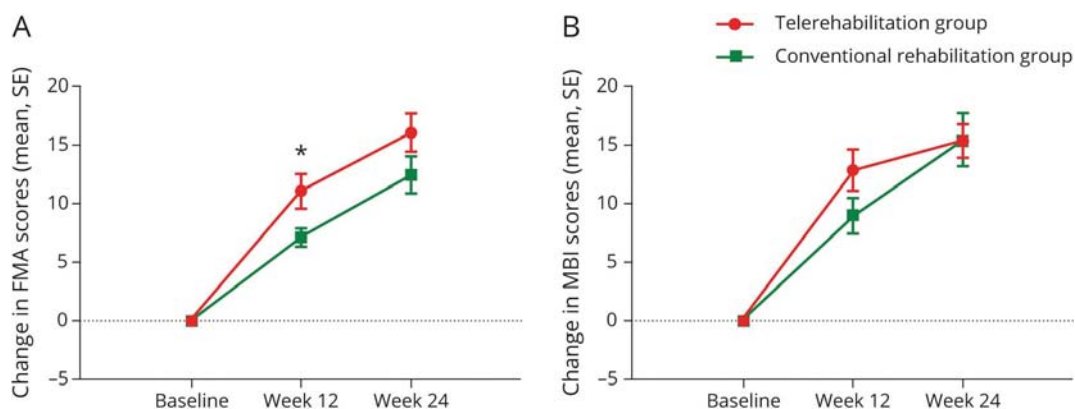 A
B
Telerehabilitation group
Conventional rehabilitation group
Change in FMA scores (mean, SE)
20
15
10
5
0
–5
*
Baseline Week 12 Week 24
Change in MBI scores (mean, SE)
20
15
10
5
0
–5
Baseline Week 12 Week 24